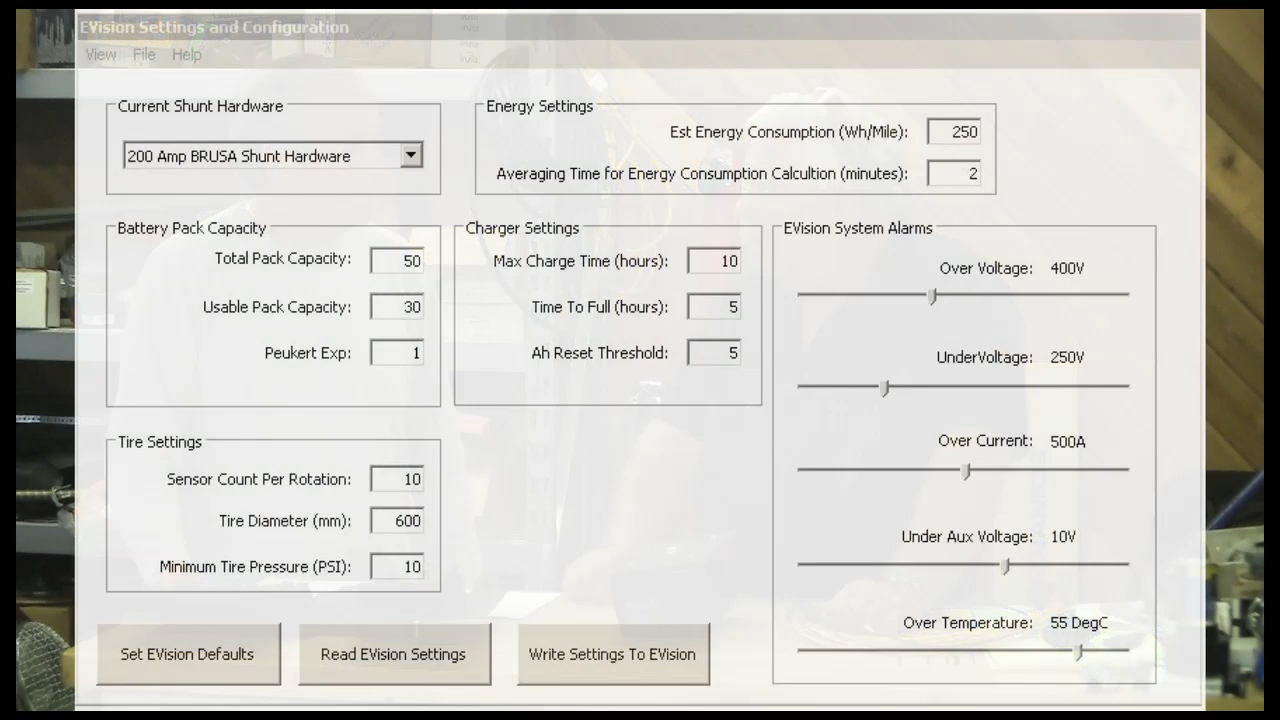 EVision Settings and Configuration
View File Help
Current Shunt Hardware
200 Amp BRUSA Shunt Hardware
Energy Settings
Est Energy Consumption (Wh/Mile): 250
Averaging Time for Energy Consumption Calcultion (minutes): 2
Battery Pack Capacity
Total Pack Capacity: 50
Usable Pack Capacity: 30
Peukert Exp: 1
Charger Settings
Max Charge Time (hours): 10
Time To Full (hours): 5
Ah Reset Threshold: 5
EVision System Alarms
Over Voltage: 400V
UnderVoltage: 250V
Over Current: 500A
Under Aux Voltage: 10V
Over Temperature: 55 DegC
Tire Settings
Sensor Count Per Rotation: 10
Tire Diameter (mm): 600
Minimum Tire Pressure (PSI): 10
Set EVision Defaults
Read EVision Settings
Write Settings To EVision